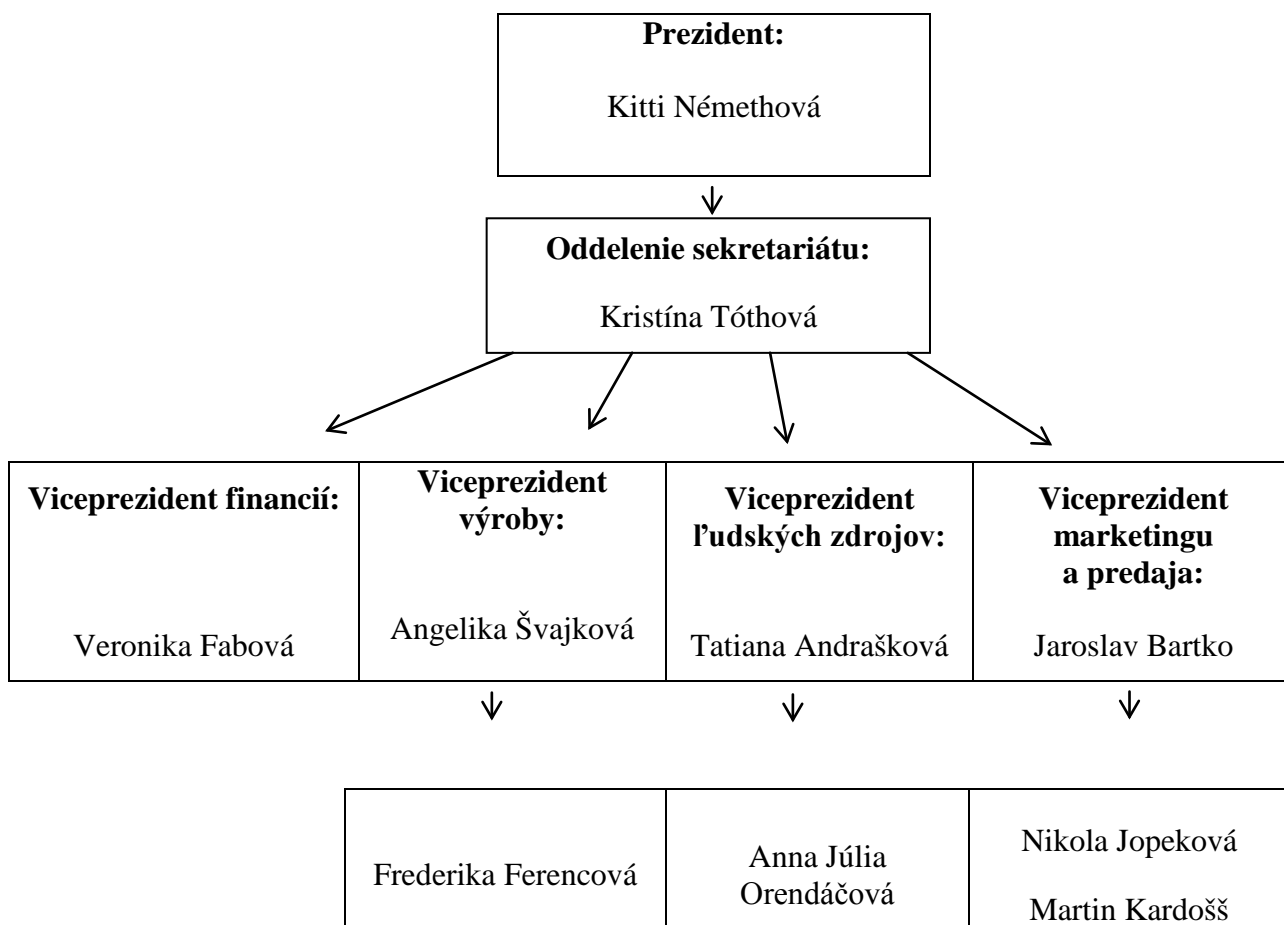 Prezident:
Kitti Némethová
Oddelenie sekretariátu:
Kristína Tóthová
Viceprezident financií:
Veronika Fabová
Viceprezident
výroby:
Angelika Švajková
Viceprezident
ľudských zdrojov:
Tatiana Andrašková
Viceprezident
marketingu
a predaja:
Jaroslav Bartko
Frederika Ferencová
Anna Júlia
Orendáčová
Nikola Jopeková
Martin Kardošš